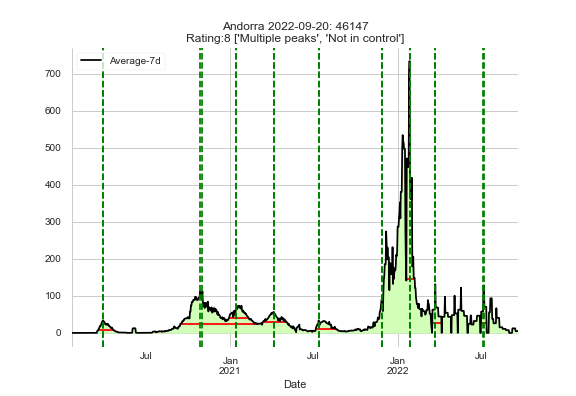 Andorra 2022-09-20: 46147
Rating:8 ['Multiple peaks', 'Not in control']
Average-7d
700
600
500
400
300
200
100
0
Jul
Jan
2021
Jul
Jan
2022
Jul
Date